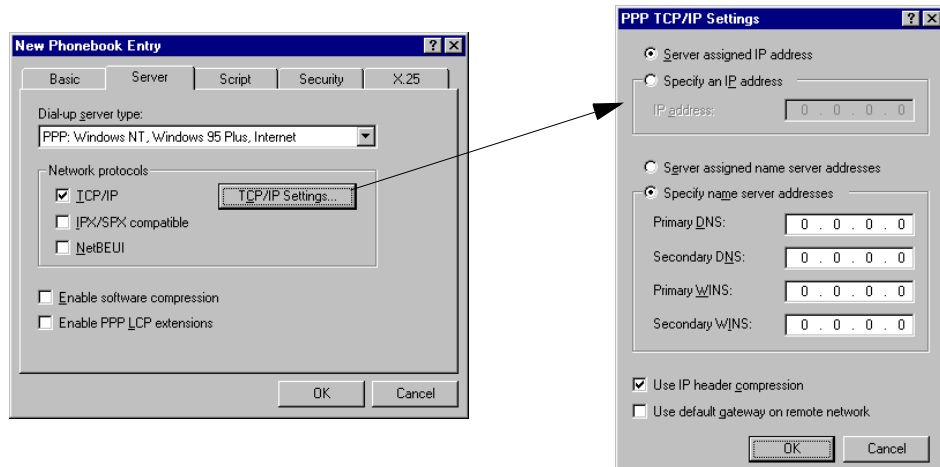 New Phonebook Entry
Basic Server Script Security X.25
Dial-up server type:
PPP: Windows NT, Windows 95 Plus, Internet
Network protocols
TCP/IP
TCP/IP Settings...
IPX/SPX compatible
NetBEUI
Enable software compression
Enable PPP LCP extensions
OK Cancel
PPP TCP/IP Settings
Server assigned IP address
Specify an IP address
IP address: 0 . 0 . 0 . 0
Server assigned name server addresses
Specify name server addresses
Primary DNS: 0 . 0 . 0 . 0
Secondary DNS: 0 . 0 . 0 . 0
Primary WINS: 0 . 0 . 0 . 0
Secondary WINS: 0 . 0 . 0 . 0
Use IP header compression
Use default gateway on remote network
OK Cancel